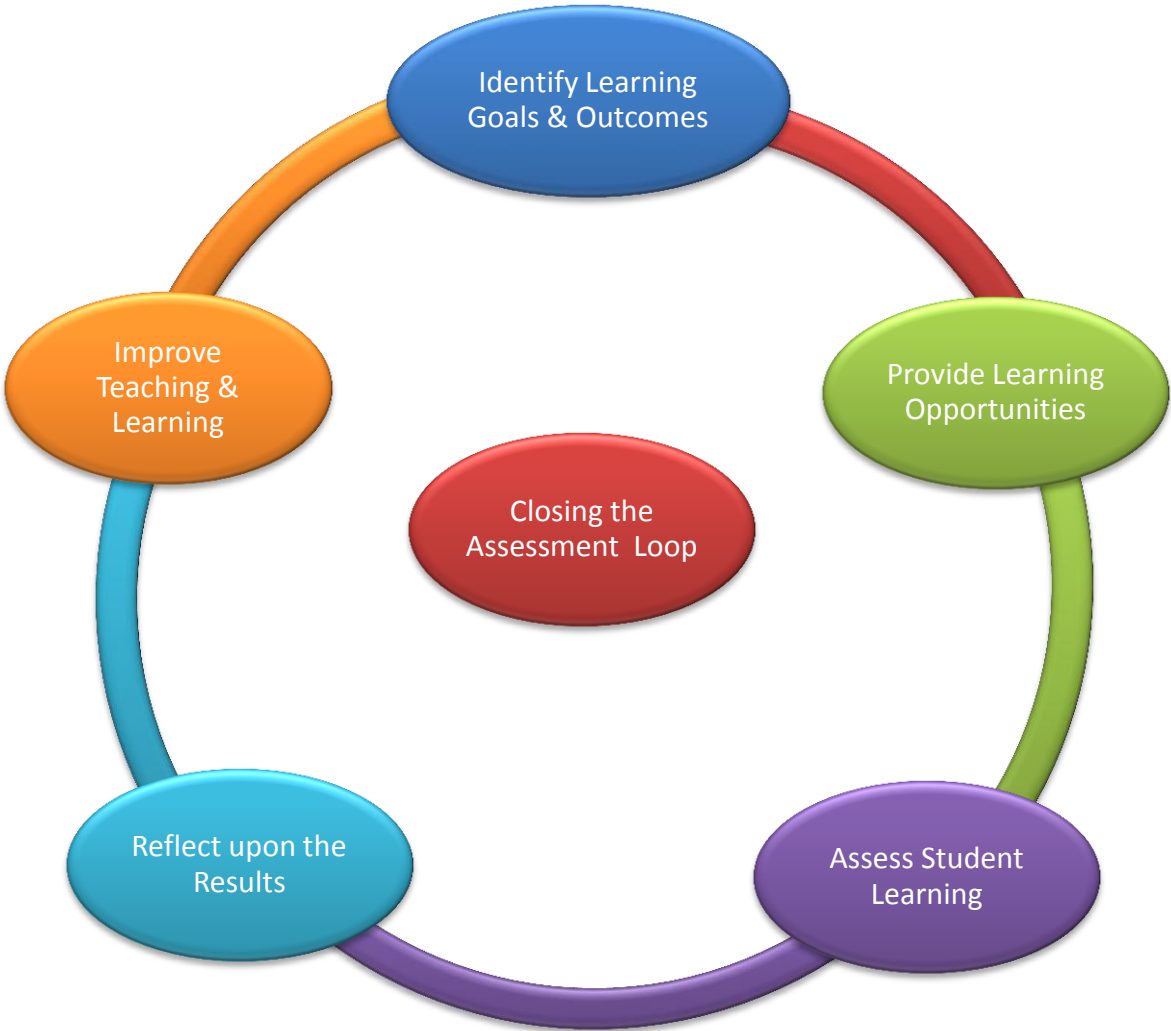 Identify Learning
Goals & Outcomes
Provide Learning
Opportunities
Assess Student
Learning
Reflect upon the
Results
Improve
Teaching &
Learning
Closing the
Assessment  Loop